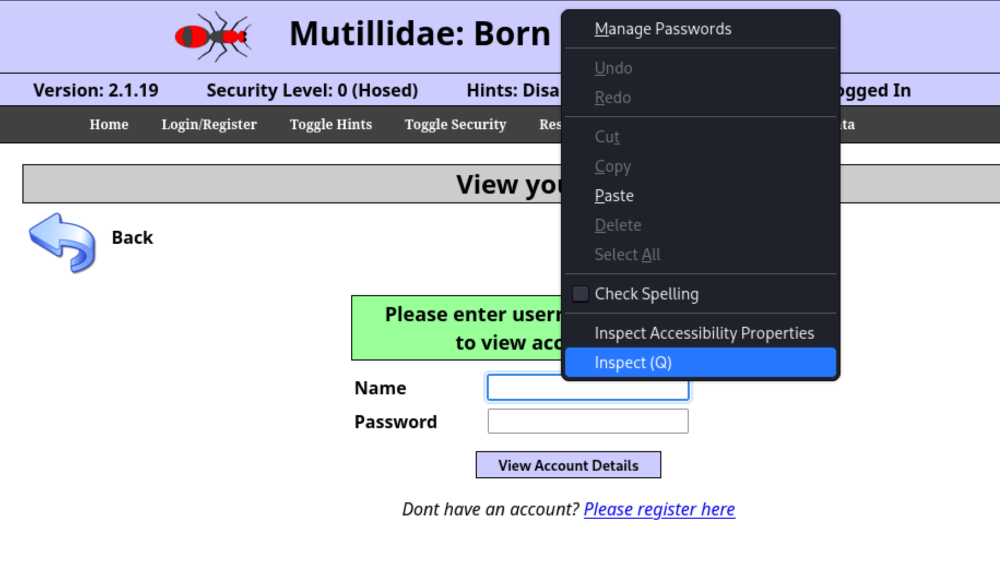 Mutillidae: Born
Version: 2.1.19 Security Level: 0 (Hosed) Hints: Disa ogged In
Home Login/Register Toggle Hints Toggle Security Res ta
View you
Back
Please enter usern
to view acc
Name
Password
View Account Details
Dont have an account? Please register here
Manage Passwords
Undo
Redo
Cut
Copy
Paste
Delete
Select All
Check Spelling
Inspect Accessibility Properties
Inspect (Q)